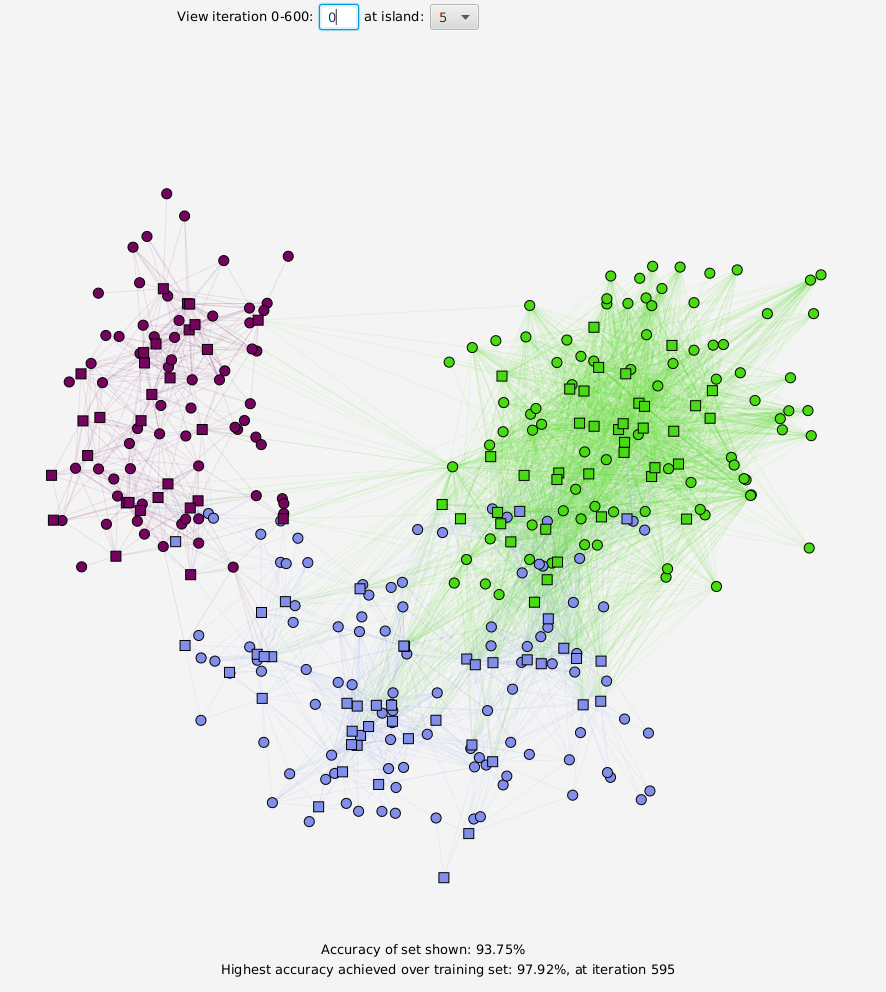 View iteration 0-600: 0 at island: 5
Accuracy of set shown: 93.75%
Highest accuracy achieved over training set: 97.92%, at iteration 595